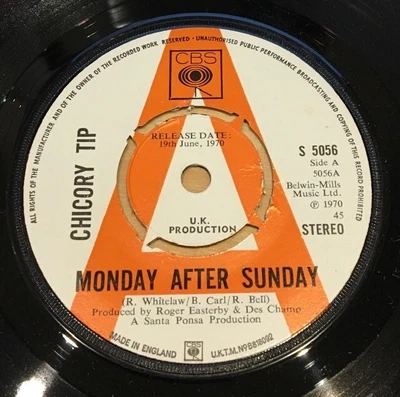 ALL RIGHTS OF THE MANUFACTURER AND OF THE OWNER OF THE RECORDED WORK RESERVED. UNAUTHORISED PUBLIC PERFORMANCE BROADCASTING AND COPYING OF THIS RECORD PROHIBITED
CBS
CHICORY TIP
RELEASE DATE:
19th June, 1970
U.K.
PRODUCTION
S 5056
Side A
5056A
Belwin-Mills
Music Ltd.
℗ 1970
45
STEREO
MONDAY AFTER SUNDAY
(R. Whitelaw/B. Carl/R. Bell)
Produced by Roger Easterby & Des Champ
A Santa Ponsa Production
MADE IN ENGLAND
CBS
U.K.T.M. No B818092